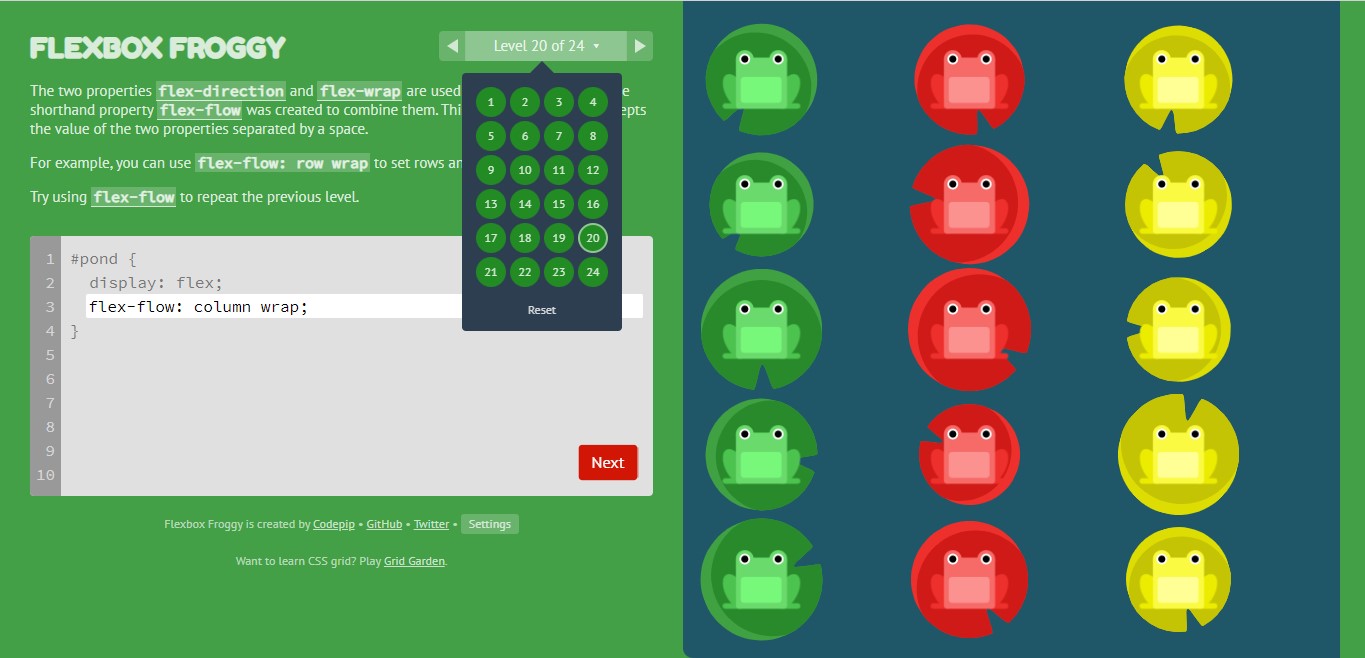 FLEXBOX FROGGY
◀ Level 20 of 24 ▾ ▶
The two properties flex-direction and flex-wrap are used e
shorthand property flex-flow was created to combine them. Thi epts
the value of the two properties separated by a space.
For example, you can use flex-flow: row wrap to set rows an
Try using flex-flow to repeat the previous level.
1 2 3 4
5 6 7 8
9 10 11 12
13 14 15 16
17 18 19 20
21 22 23 24
Reset
1 #pond {
2 display: flex;
3 flex-flow: column wrap;
4 }
5
6
7
8
9
10
Next
Flexbox Froggy is created by Codepip • GitHub • Twitter • Settings
Want to learn CSS grid? Play Grid Garden.